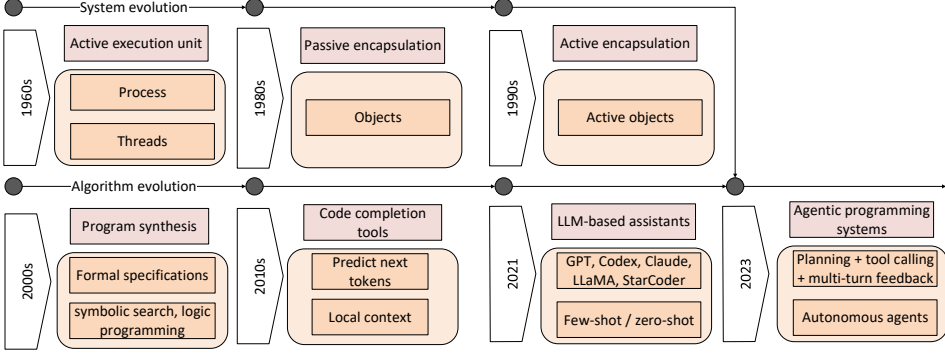 System evolution
1960s
Active execution unit
Process
Threads
1980s
Passive encapsulation
Objects
1990s
Active encapsulation
Active objects
Algorithm evolution
2000s
Program synthesis
Formal specifications
symbolic search, logic
programming
2010s
Code completion
tools
Predict next
tokens
Local context
2021
LLM-based assistants
GPT, Codex, Claude,
LLaMA, StarCoder
Few-shot / zero-shot
2023
Agentic programming
systems
Planning + tool calling
+ multi-turn feedback
Autonomous agents